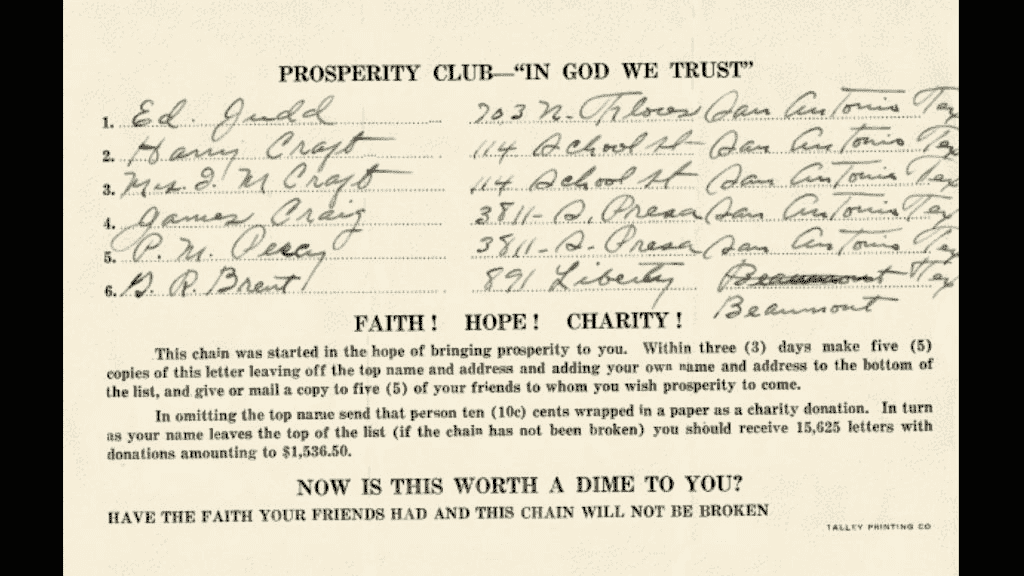 PROSPERITY CLUB—“IN GOD WE TRUST”
1. Ed. Judd 703 N. San Antonio Tex
2. Harry Craft 114 School st San Antonio Tex
3. Mrs. J. M Craft 114 School st San Antonio Tex
4. James Craig 3811- S. Presa San Antonio Tex
5. P. M. Percy 3911- S. Presa San Antonio Tex
6. D. R. Brent 891 Liberty Beaumont Tex
Beaumont
FAITH! HOPE! CHARITY!
This chain was started in the hope of bringing prosperity to you. Within three (3) days make five (5)
copies of this letter leaving off the top name and address and adding your own name and address to the bottom of
the list, and give or mail a copy to five (5) of your friends to whom you wish prosperity to come.
In omitting the top name send that person ten (10c) cents wrapped in a paper as a charity donation. In turn
as your name leaves the top of the list (if the chain has not been broken) you should receive 15,625 letters with
donations amounting to $1,536.50.
NOW IS THIS WORTH A DIME TO YOU?
HAVE THE FAITH YOUR FRIENDS HAD AND THIS CHAIN WILL NOT BE BROKEN
TALLEY PRINTING CO